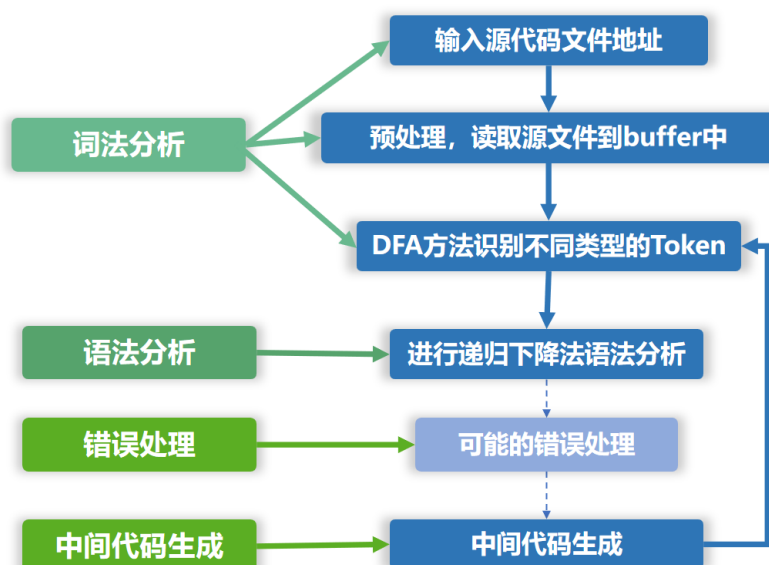 输入源代码文件地址
词法分析
预处理，读取源文件到buffer中
DFA方法识别不同类型的Token
语法分析
进行递归下降法语法分析
错误处理
可能的错误处理
中间代码生成
中间代码生成